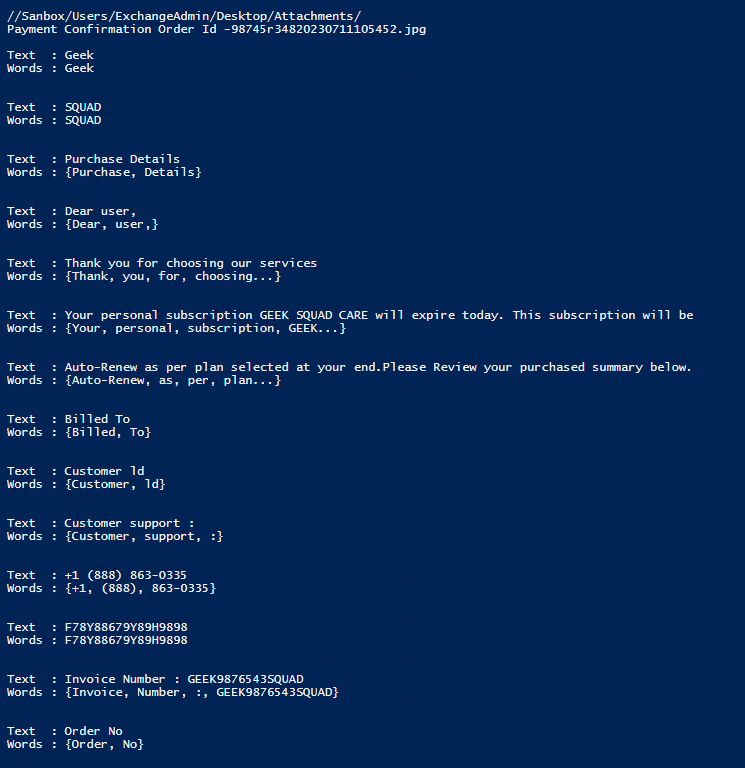 //Sanbox/Users/ExchangeAdmin/Desktop/Attachments/
Payment Confirmation Order Id -98745r34820230711105452.jpg
Text  : Geek
Words : Geek
Text  : SQUAD
Words : SQUAD
Text  : Purchase Details
Words : {Purchase, Details}
Text  : Dear user,
Words : {Dear, user,}
Text  : Thank you for choosing our services
Words : {Thank, you, for, choosing...}
Text  : Your personal subscription GEEK SQUAD CARE will expire today. This subscription will be
Words : {Your, personal, subscription, GEEK...}
Text  : Auto-Renew as per plan selected at your end.Please Review your purchased summary below.
Words : {Auto-Renew, as, per, plan...}
Text  : Billed To
Words : {Billed, To}
Text  : Customer ld
Words : {Customer, ld}
Text  : Customer support :
Words : {Customer, support, :}
Text  : +1 (888) 863-0335
Words : {+1, (888), 863-0335}
Text  : F78Y88679Y89H9898
Words : F78Y88679Y89H9898
Text  : Invoice Number : GEEK9876543SQUAD
Words : {Invoice, Number, :, GEEK9876543SQUAD}
Text  : Order No
Words : {Order, No}